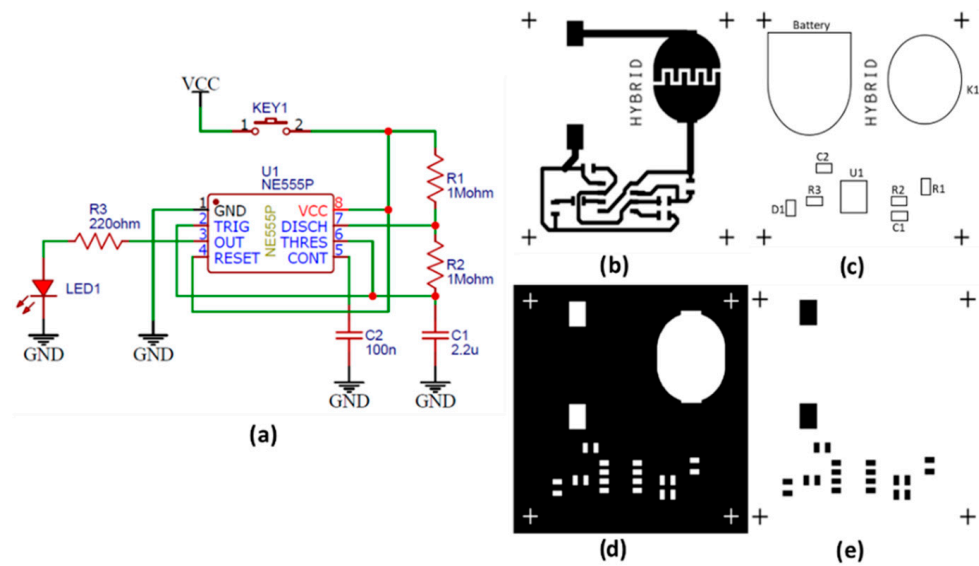 (a)
VCC
KEY1
1 2
U1
NE555P
R1
1Mohm
1 GND
2 TRIG
3 OUT
4 RESET
NE555P
VCC 8
DISCH 7
THRES 6
CONT 5
R3
220ohm
R2
1Mohm
LED1
GND
GND
C2
100n
C1
2.2u
GND
GND
HYBRID
(b)
Battery
HYBRID
K1
C2
U1
R3
D1
R2
R1
C1
(c)
(d)
(e)
(a)